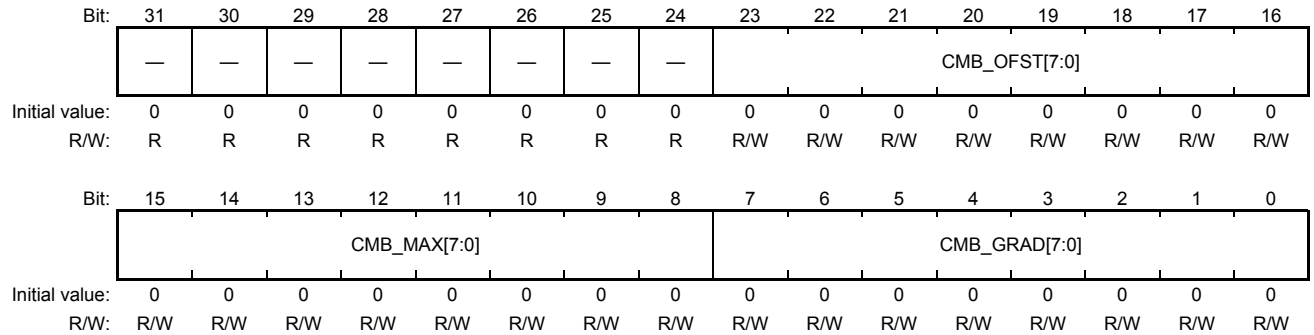 Bit: 31 30 29 28 27 26 25 24 23 22 21 20 19 18 17 16
— — — — — — — — CMB_OFST[7:0]
Initial value: 0 0 0 0 0 0 0 0 0 0 0 0 0 0 0 0
R/W: R R R R R R R R R/W R/W R/W R/W R/W R/W R/W R/W
Bit: 15 14 13 12 11 10 9 8 7 6 5 4 3 2 1 0
CMB_MAX[7:0] CMB_GRAD[7:0]
Initial value: 0 0 0 0 0 0 0 0 0 0 0 0 0 0 0 0
R/W: R/W R/W R/W R/W R/W R/W R/W R/W R/W R/W R/W R/W R/W R/W R/W R/W